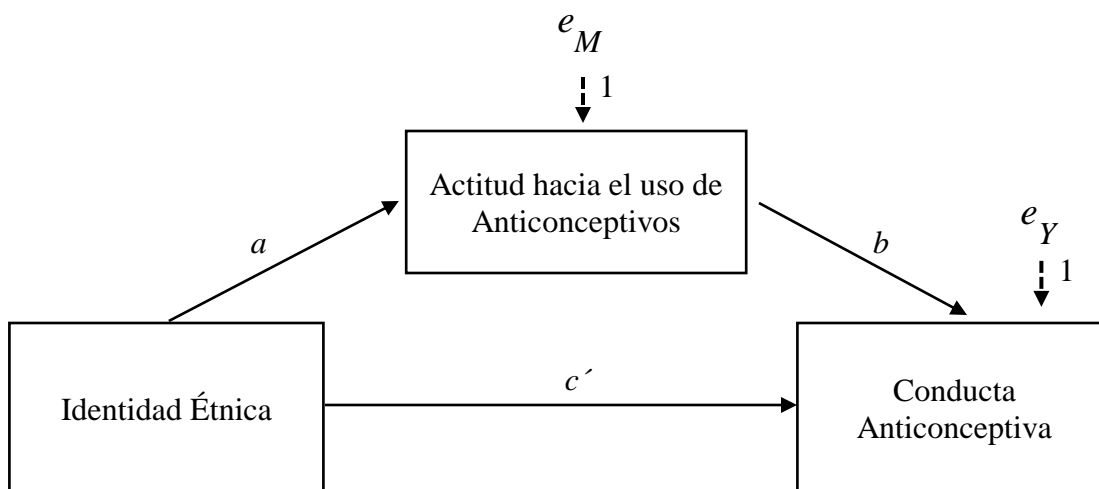 e_M
1
Actitud hacia el uso de
Anticonceptivos
a
b
e_Y
1
Identidad Étnica
c´
Conducta
Anticonceptiva